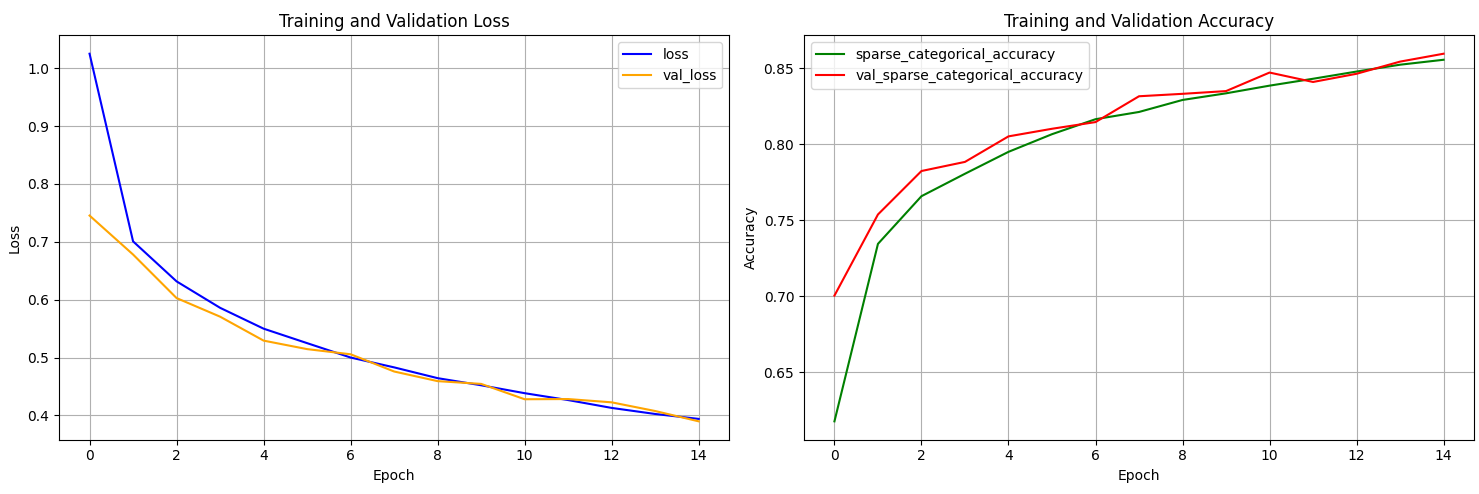 Training and Validation Loss
loss
val_loss
1.0
0.9
0.8
0.7
0.6
0.5
0.4
Loss
0 2 4 6 8 10 12 14
Epoch
Training and Validation Accuracy
sparse_categorical_accuracy
val_sparse_categorical_accuracy
0.85
0.80
0.75
0.70
0.65
Accuracy
0 2 4 6 8 10 12 14
Epoch